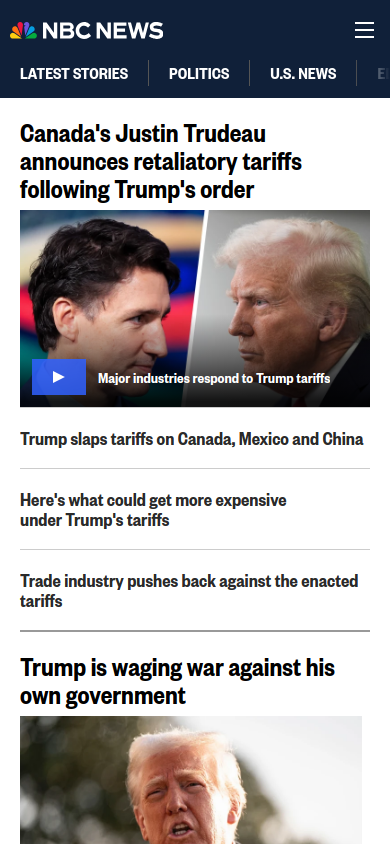 NBC NEWS
LATEST STORIES
POLITICS
U.S. NEWS
Canada's Justin Trudeau
announces retaliatory tariffs
following Trump's order
Major industries respond to Trump tariffs
Trump slaps tariffs on Canada, Mexico and China
Here's what could get more expensive
under Trump's tariffs
Trade industry pushes back against the enacted
tariffs
Trump is waging war against his
own government